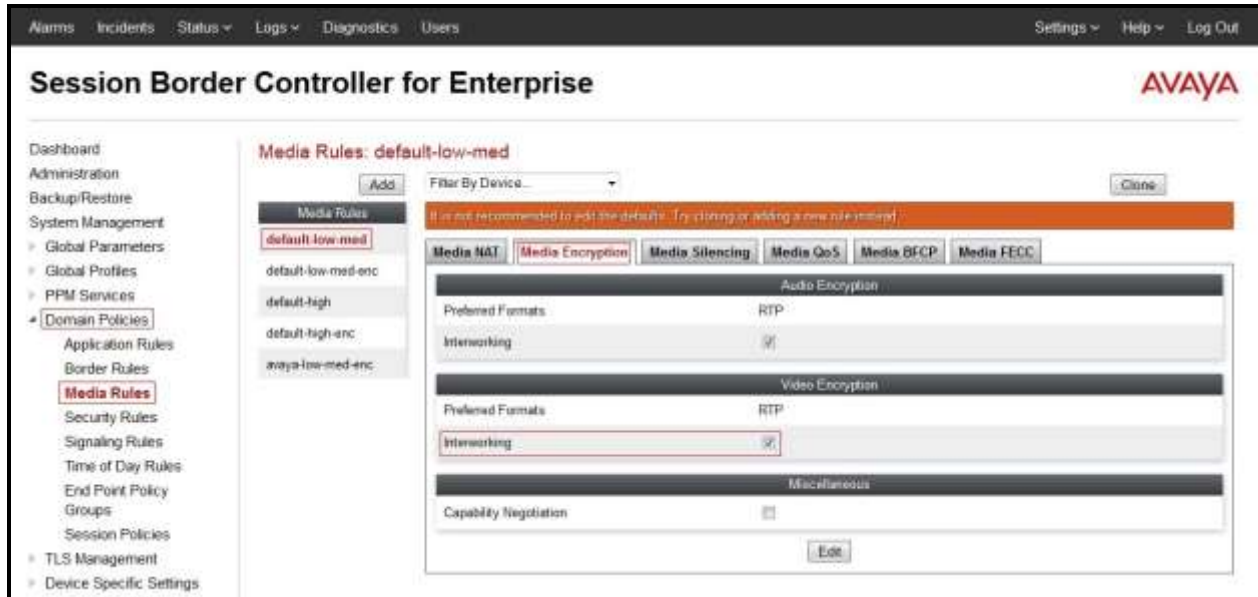 Alarms Incidents Status Logs Diagnostics Users Settings Help Log Out
Session Border Controller for Enterprise
AVAYA
Dashboard
Administration
Backup/Restore
System Management
Global Parameters
Global Profiles
PPM Services
Domain Policies
Application Rules
Border Rules
Media Rules
Security Rules
Signaling Rules
Time of Day Rules
End Point Policy
Groups
Session Policies
TLS Management
Device Specific Settings
Media Rules: default-low-med
Add
Filter By Device...
Clone
Media Rules
default-low-med
default-low-med-enc
default-high
default-high-enc
avaya-low-med-enc
It is not recommended to edit the defaults. Try cloning or adding a new rule instead.
Media NAT Media Encryption Media Silencing Media QoS Media BFCP Media FECC
Audio Encryption
Preferred Formats RTP
Interworking
Video Encryption
Preferred Formats RTP
Interworking
Miscellaneous
Capability Negotiation
Edit